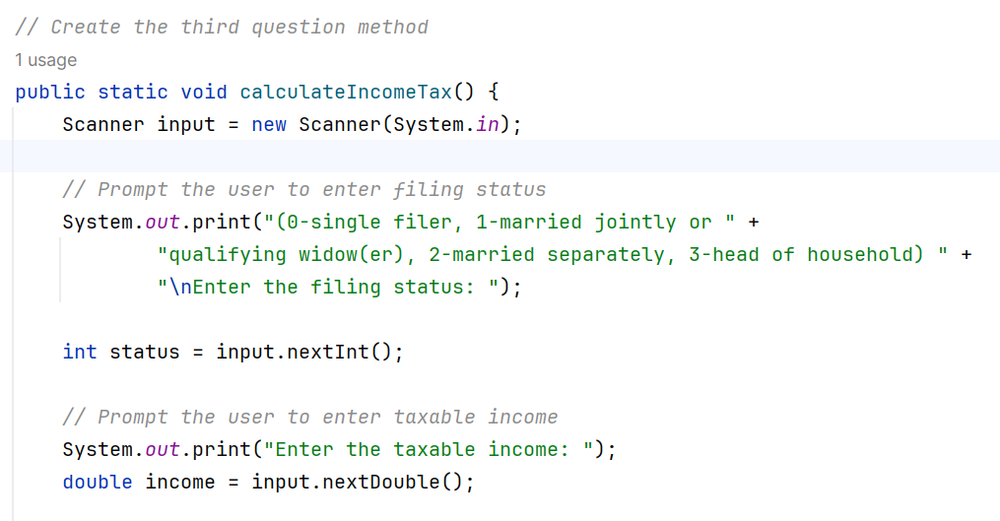 // Create the third question method
1 usage
public static void calculateIncomeTax() {
    Scanner input = new Scanner(System.in);
    // Prompt the user to enter filing status
    System.out.print("(0-single filer, 1-married jointly or " +
            "qualifying widow(er), 2-married separately, 3-head of household) " +
            "\nEnter the filing status: ");
    int status = input.nextInt();
    // Prompt the user to enter taxable income
    System.out.print("Enter the taxable income: ");
    double income = input.nextDouble();